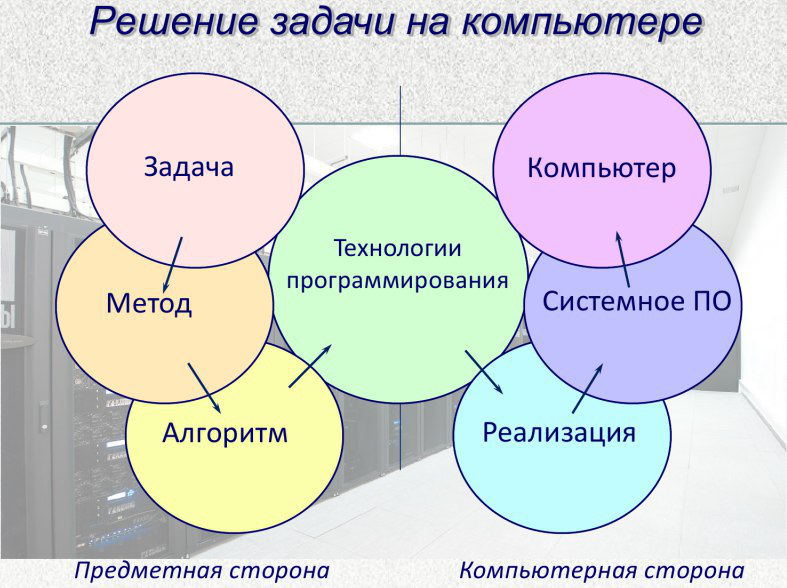 Решение задачи на компьютере
Задача
Компьютер
Технологии
программирования
Метод
Системное ПО
Алгоритм
Реализация
Предметная сторона
Компьютерная сторона